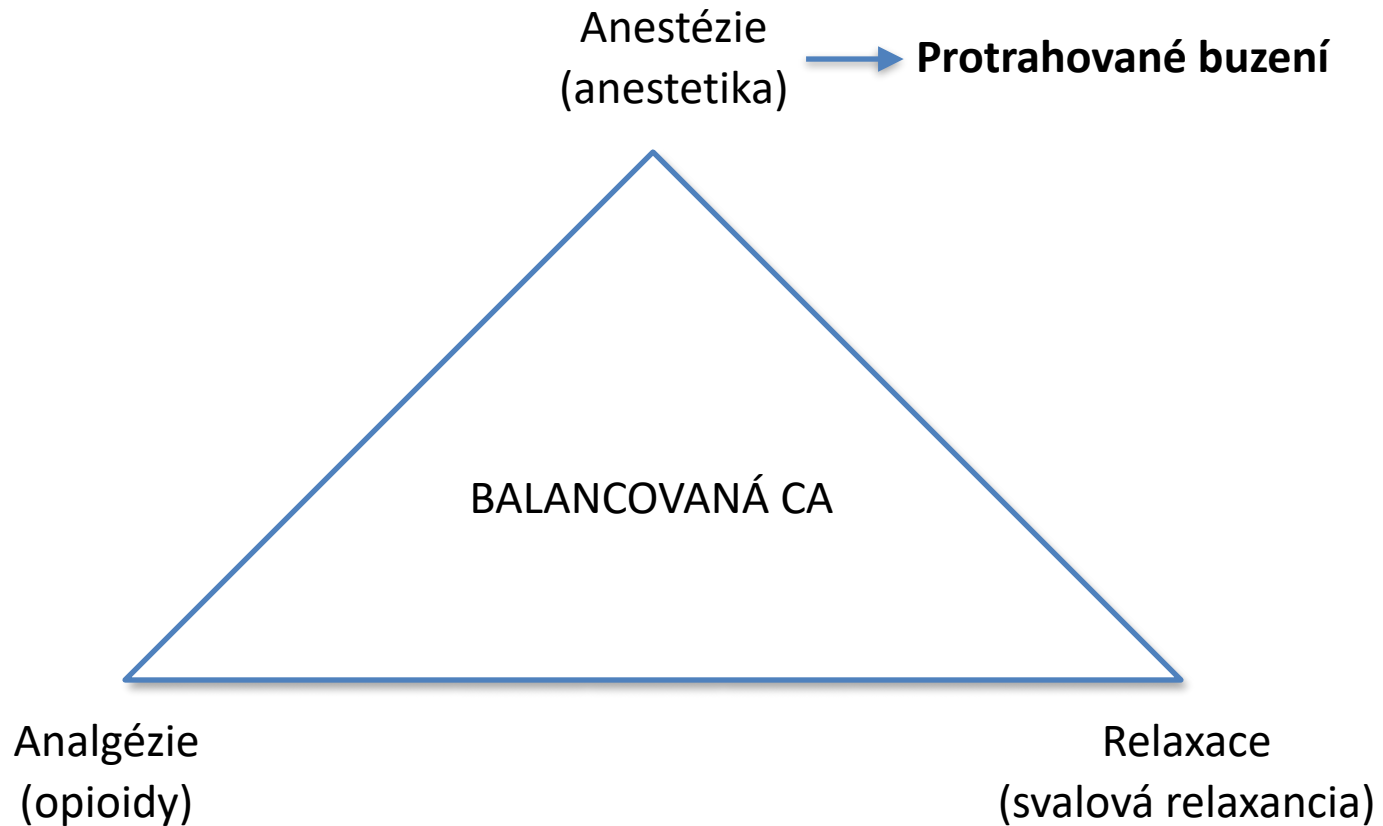 Anestézie
(anestetika)
Protrahované buzení
BALANCOVANÁ CA
Analgézie
(opioidy)
Relaxace
(svalová relaxancia)